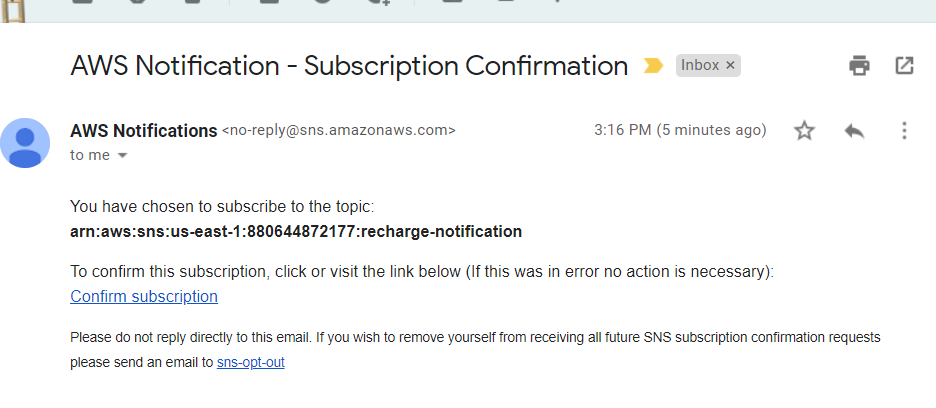 AWS Notification - Subscription Confirmation
Inbox ×
AWS Notifications <no-reply@sns.amazonaws.com>
3:16 PM (5 minutes ago)
to me
You have chosen to subscribe to the topic:
arn:aws:sns:us-east-1:880644872177:recharge-notification
To confirm this subscription, click or visit the link below (If this was in error no action is necessary):
Confirm subscription
Please do not reply directly to this email. If you wish to remove yourself from receiving all future SNS subscription confirmation requests
please send an email to sns-opt-out